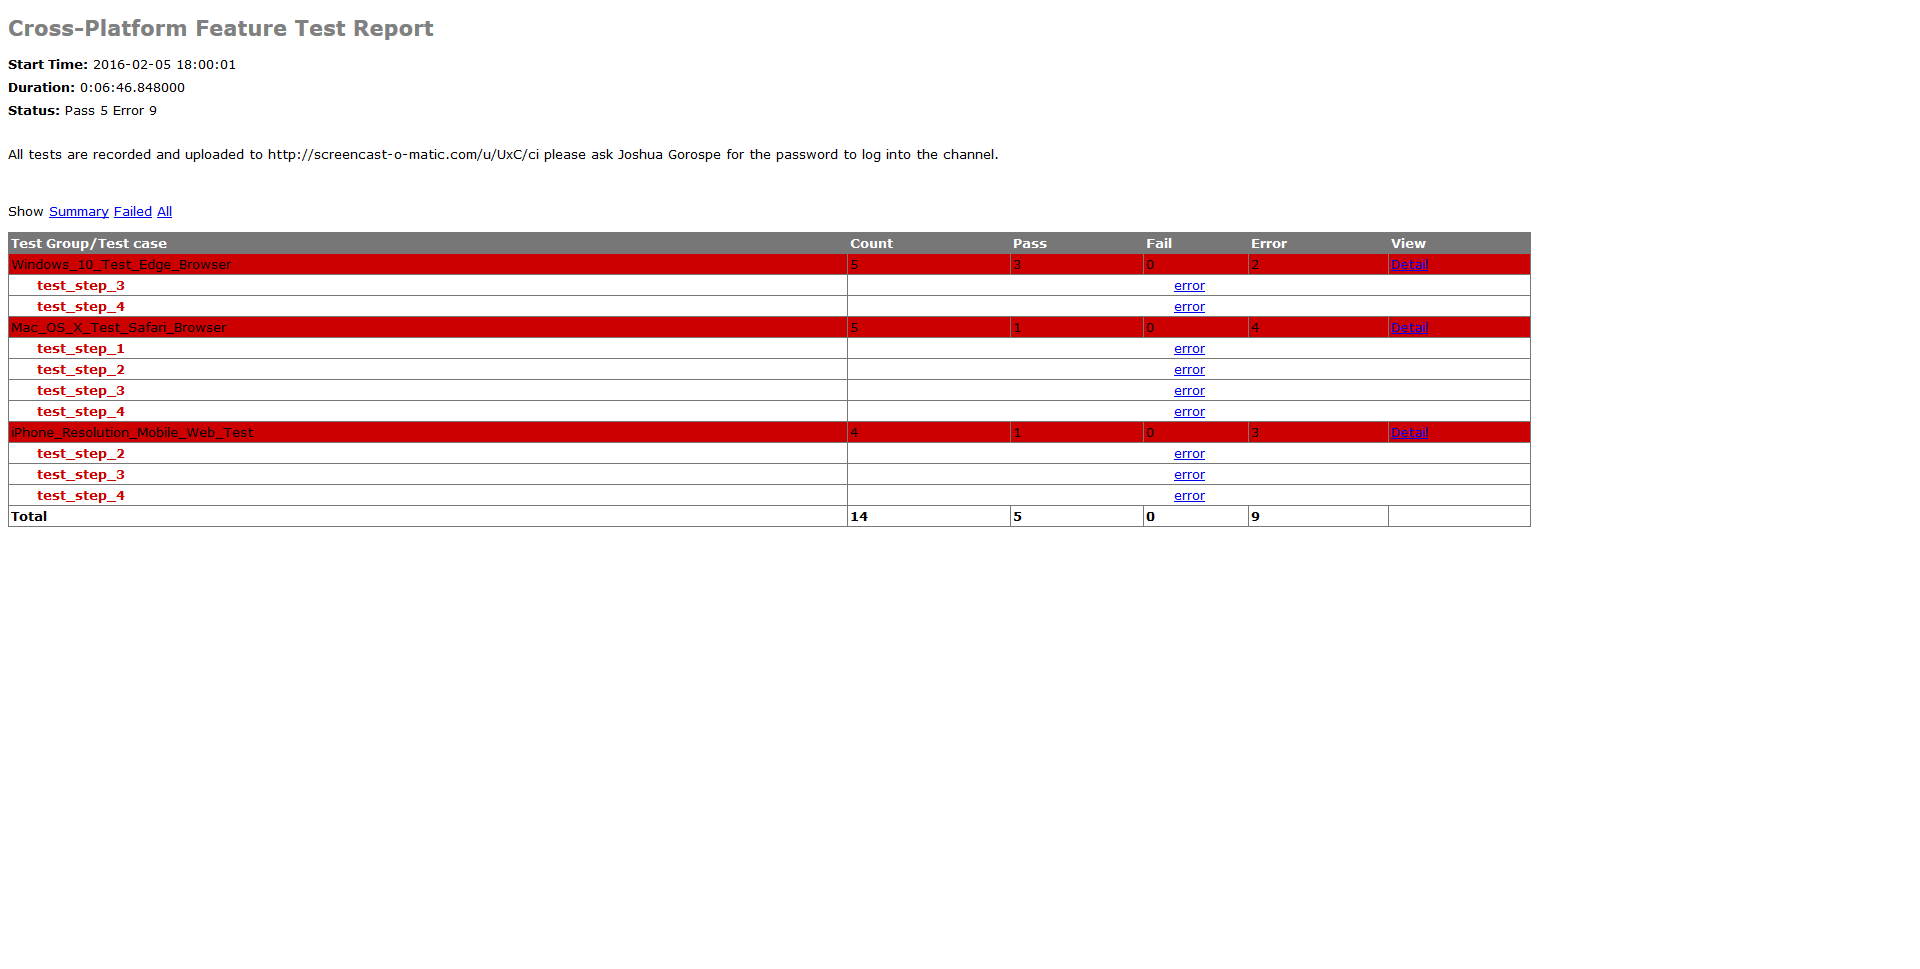 Cross-Platform Feature Test Report
Start Time: 2016-02-05 18:00:01
Duration: 0:06:46.848000
Status: Pass 5 Error 9
All tests are recorded and uploaded to http://screencast-o-matic.com/u/UxC/ci please ask Joshua Gorospe for the password to log into the channel.
Show Summary Failed All
Test Group/Test case Count Pass Fail Error View
Windows_10_Test_Edge_Browser 5 3 0 2 Detail
test_step_3 error
test_step_4 error
Mac_OS_X_Test_Safari_Browser 5 1 0 4 Detail
test_step_1 error
test_step_2 error
test_step_3 error
test_step_4 error
iPhone_Resolution_Mobile_Web_Test 4 1 0 3 Detail
test_step_2 error
test_step_3 error
test_step_4 error
Total 14 5 0 9